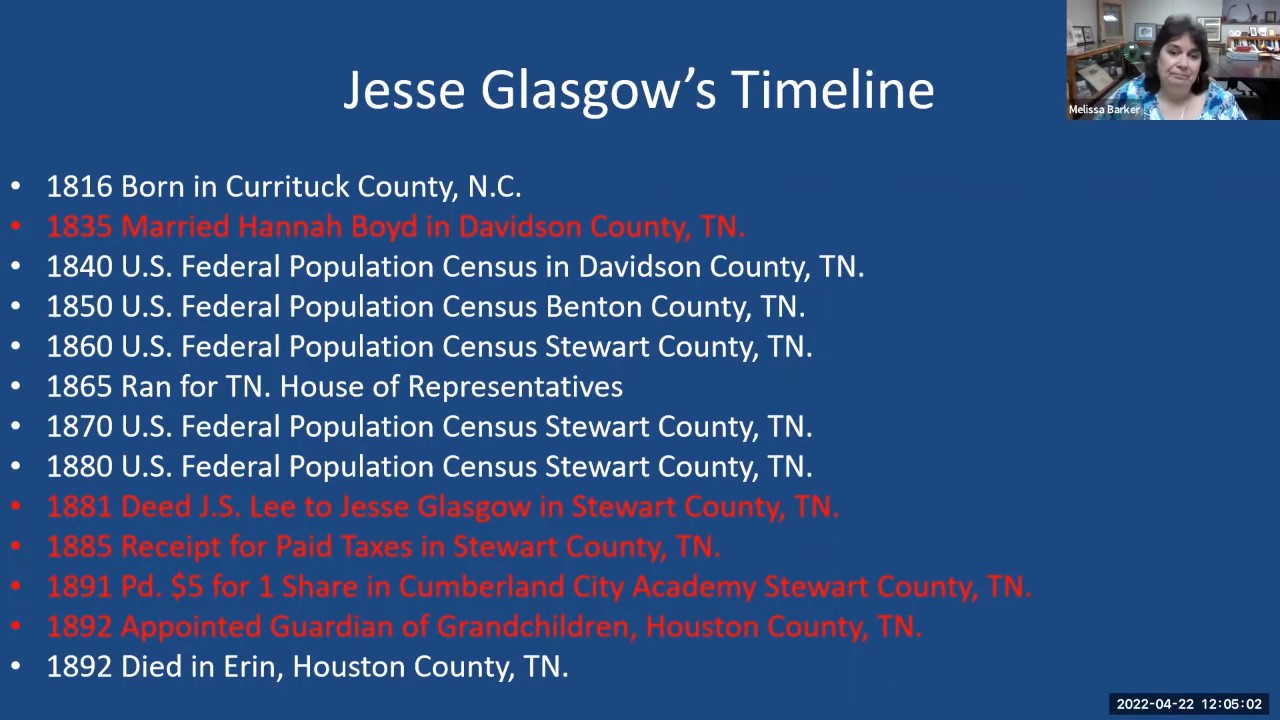 Jesse Glasgow’s Timeline
Melissa Barker
• 1816 Born in Currituck County, N.C.
• 1835 Married Hannah Boyd in Davidson County, TN.
• 1840 U.S. Federal Population Census in Davidson County, TN.
• 1850 U.S. Federal Population Census Benton County, TN.
• 1860 U.S. Federal Population Census Stewart County, TN.
• 1865 Ran for TN. House of Representatives
• 1870 U.S. Federal Population Census Stewart County, TN.
• 1880 U.S. Federal Population Census Stewart County, TN.
• 1881 Deed J.S. Lee to Jesse Glasgow in Stewart County, TN.
• 1885 Receipt for Paid Taxes in Stewart County, TN.
• 1891 Pd. $5 for 1 Share in Cumberland City Academy Stewart County, TN.
• 1892 Appointed Guardian of Grandchildren, Houston County, TN.
• 1892 Died in Erin, Houston County, TN.
2022-04-22 12:05:02